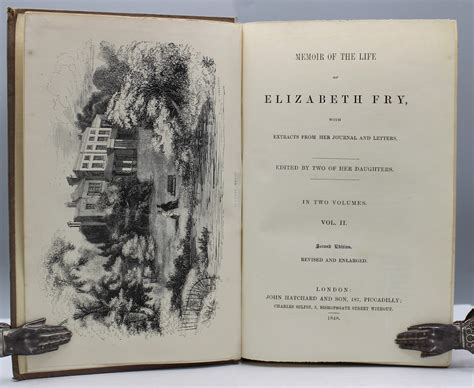 MEMOIR OF THE LIFE
OF
ELIZABETH FRY,
WITH
EXTRACTS FROM HER JOURNAL AND LETTERS.
EDITED BY TWO OF HER DAUGHTERS.
IN TWO VOLUMES.
VOL. II.
Second Edition.
REVISED AND ENLARGED.
LONDON:
JOHN HATCHARD AND SON, 187, PICCADILLY;
CHARLES GILPIN, 5, BISHOPSGATE STREET WITHOUT.
1848.